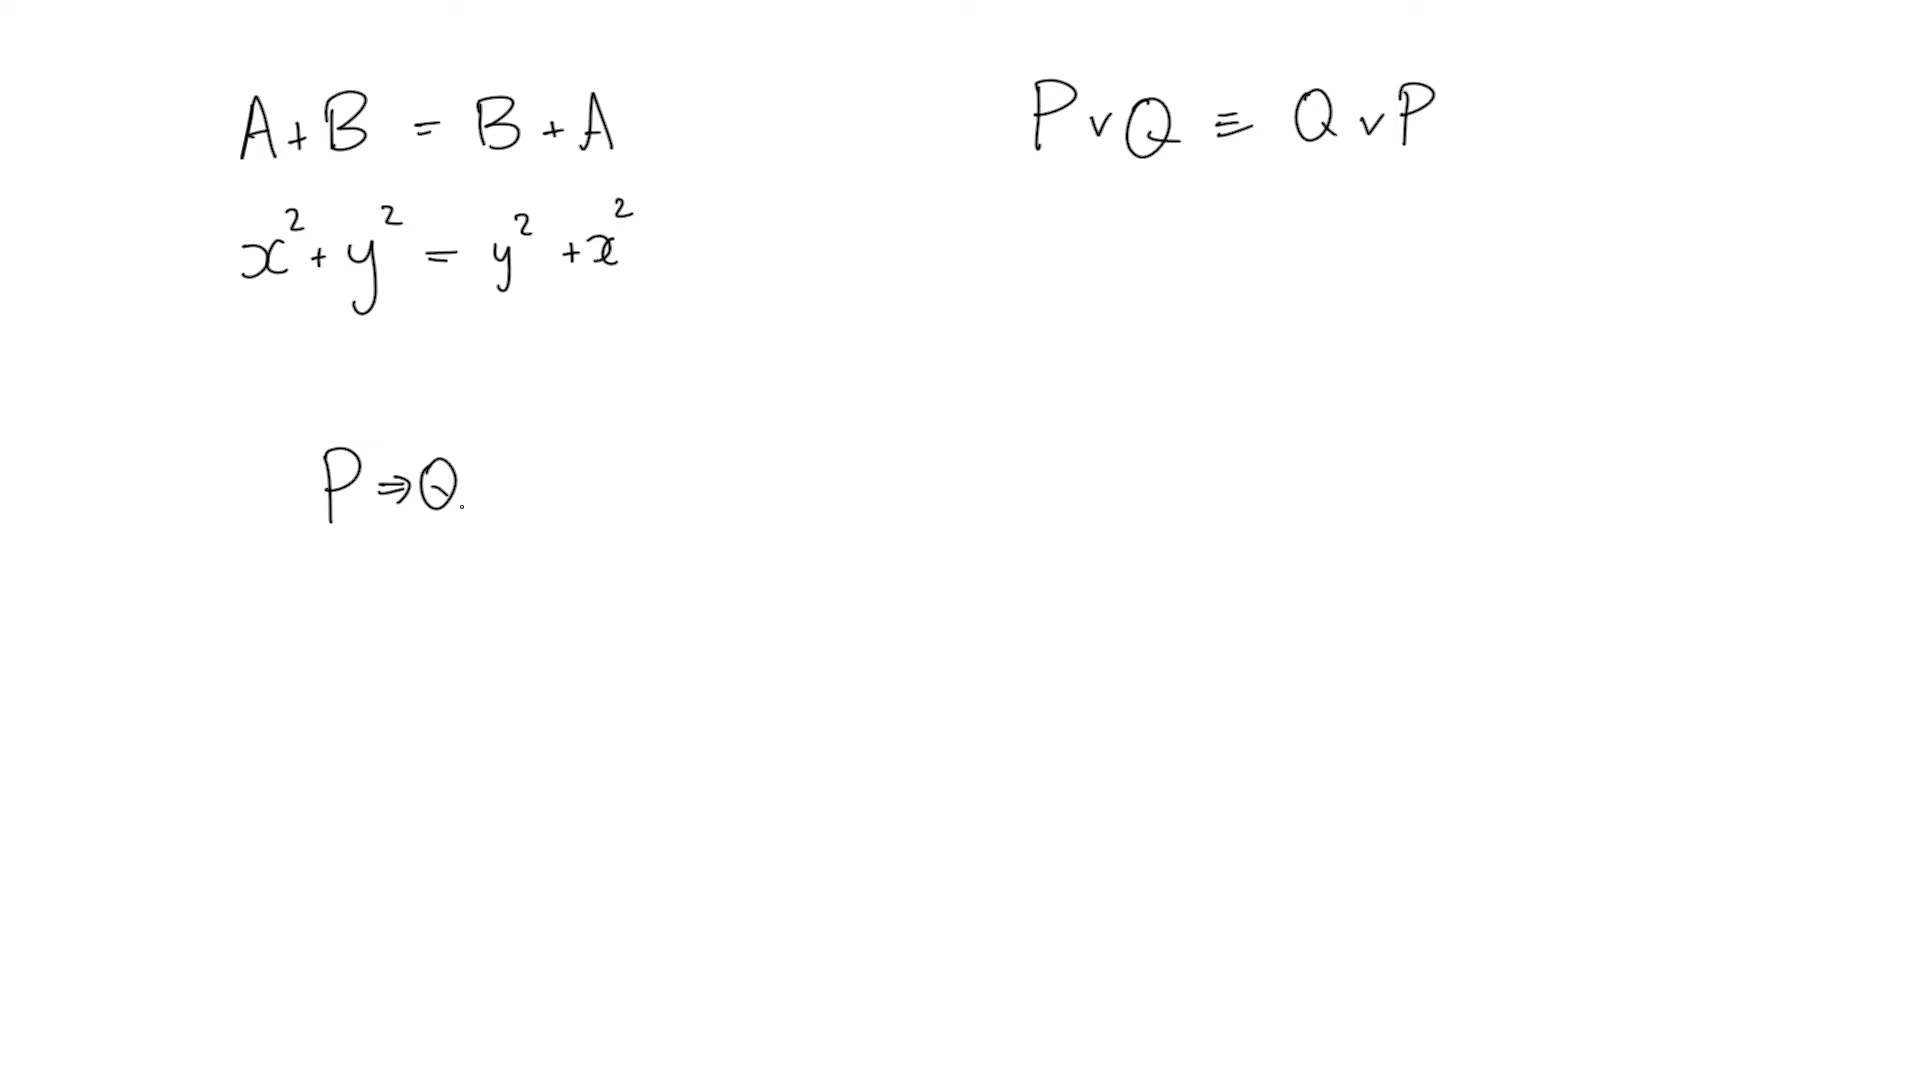 A + B = B + A
x² + y² = y² + x²
P ⇒ Q
P ∨ Q ≡ Q ∨ P